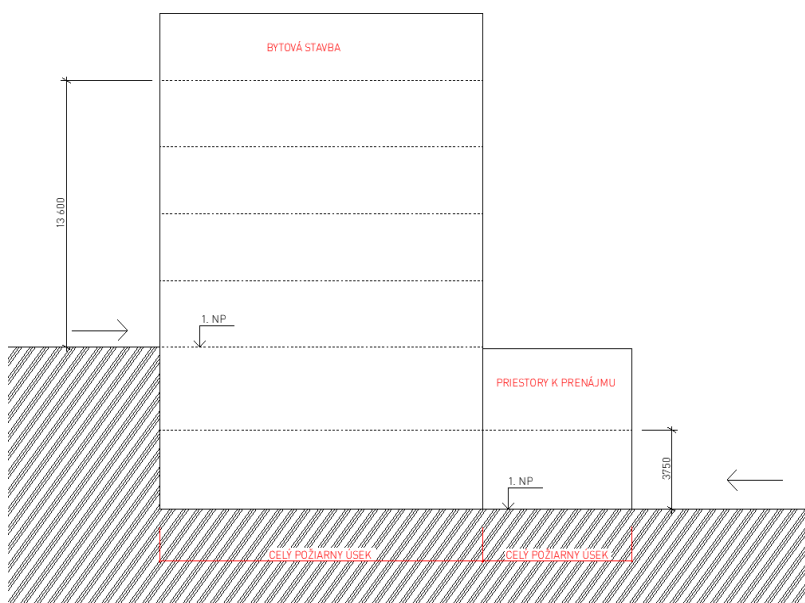 BYTOVÁ STAVBA
13 600
1. NP
PRIESTORY K PRENÁJMU
3750
1. NP
CELÝ POŽIARNY ÚSEK
CELÝ POŽIARNY ÚSEK